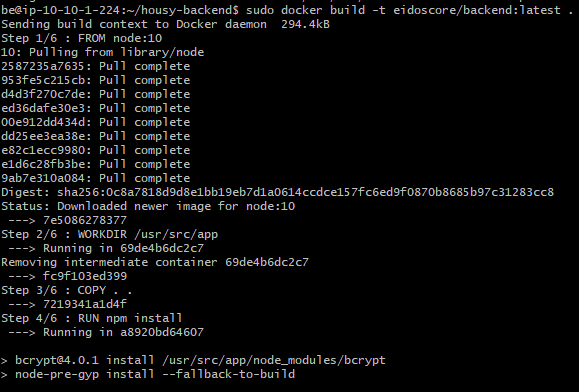 be@ip-10-10-1-224:~/housy-backend$ sudo docker build -t eidoscore/backend:latest .
Sending build context to Docker daemon  294.4kB
Step 1/6 : FROM node:10
10: Pulling from library/node
2587235a7635: Pull complete
953fe5c215cb: Pull complete
d4d3f270c7de: Pull complete
ed36dafe30e3: Pull complete
00e912dd434d: Pull complete
dd25ee3ea38e: Pull complete
e82c1ecc9980: Pull complete
e1d6c28fb3be: Pull complete
9ab7e310a084: Pull complete
Digest: sha256:0c8a7818d9d8e1bb19eb7d1a0614ccdce157fc6ed9f0870b8685b97c31283cc8
Status: Downloaded newer image for node:10
 ---> 7e5086278377
Step 2/6 : WORKDIR /usr/src/app
 ---> Running in 69de4b6dc2c7
Removing intermediate container 69de4b6dc2c7
 ---> fc9f103ed399
Step 3/6 : COPY . .
 ---> 7219341a1d4f
Step 4/6 : RUN npm install
 ---> Running in a8920bd64607
> bcrypt@4.0.1 install /usr/src/app/node_modules/bcrypt
> node-pre-gyp install --fallback-to-build